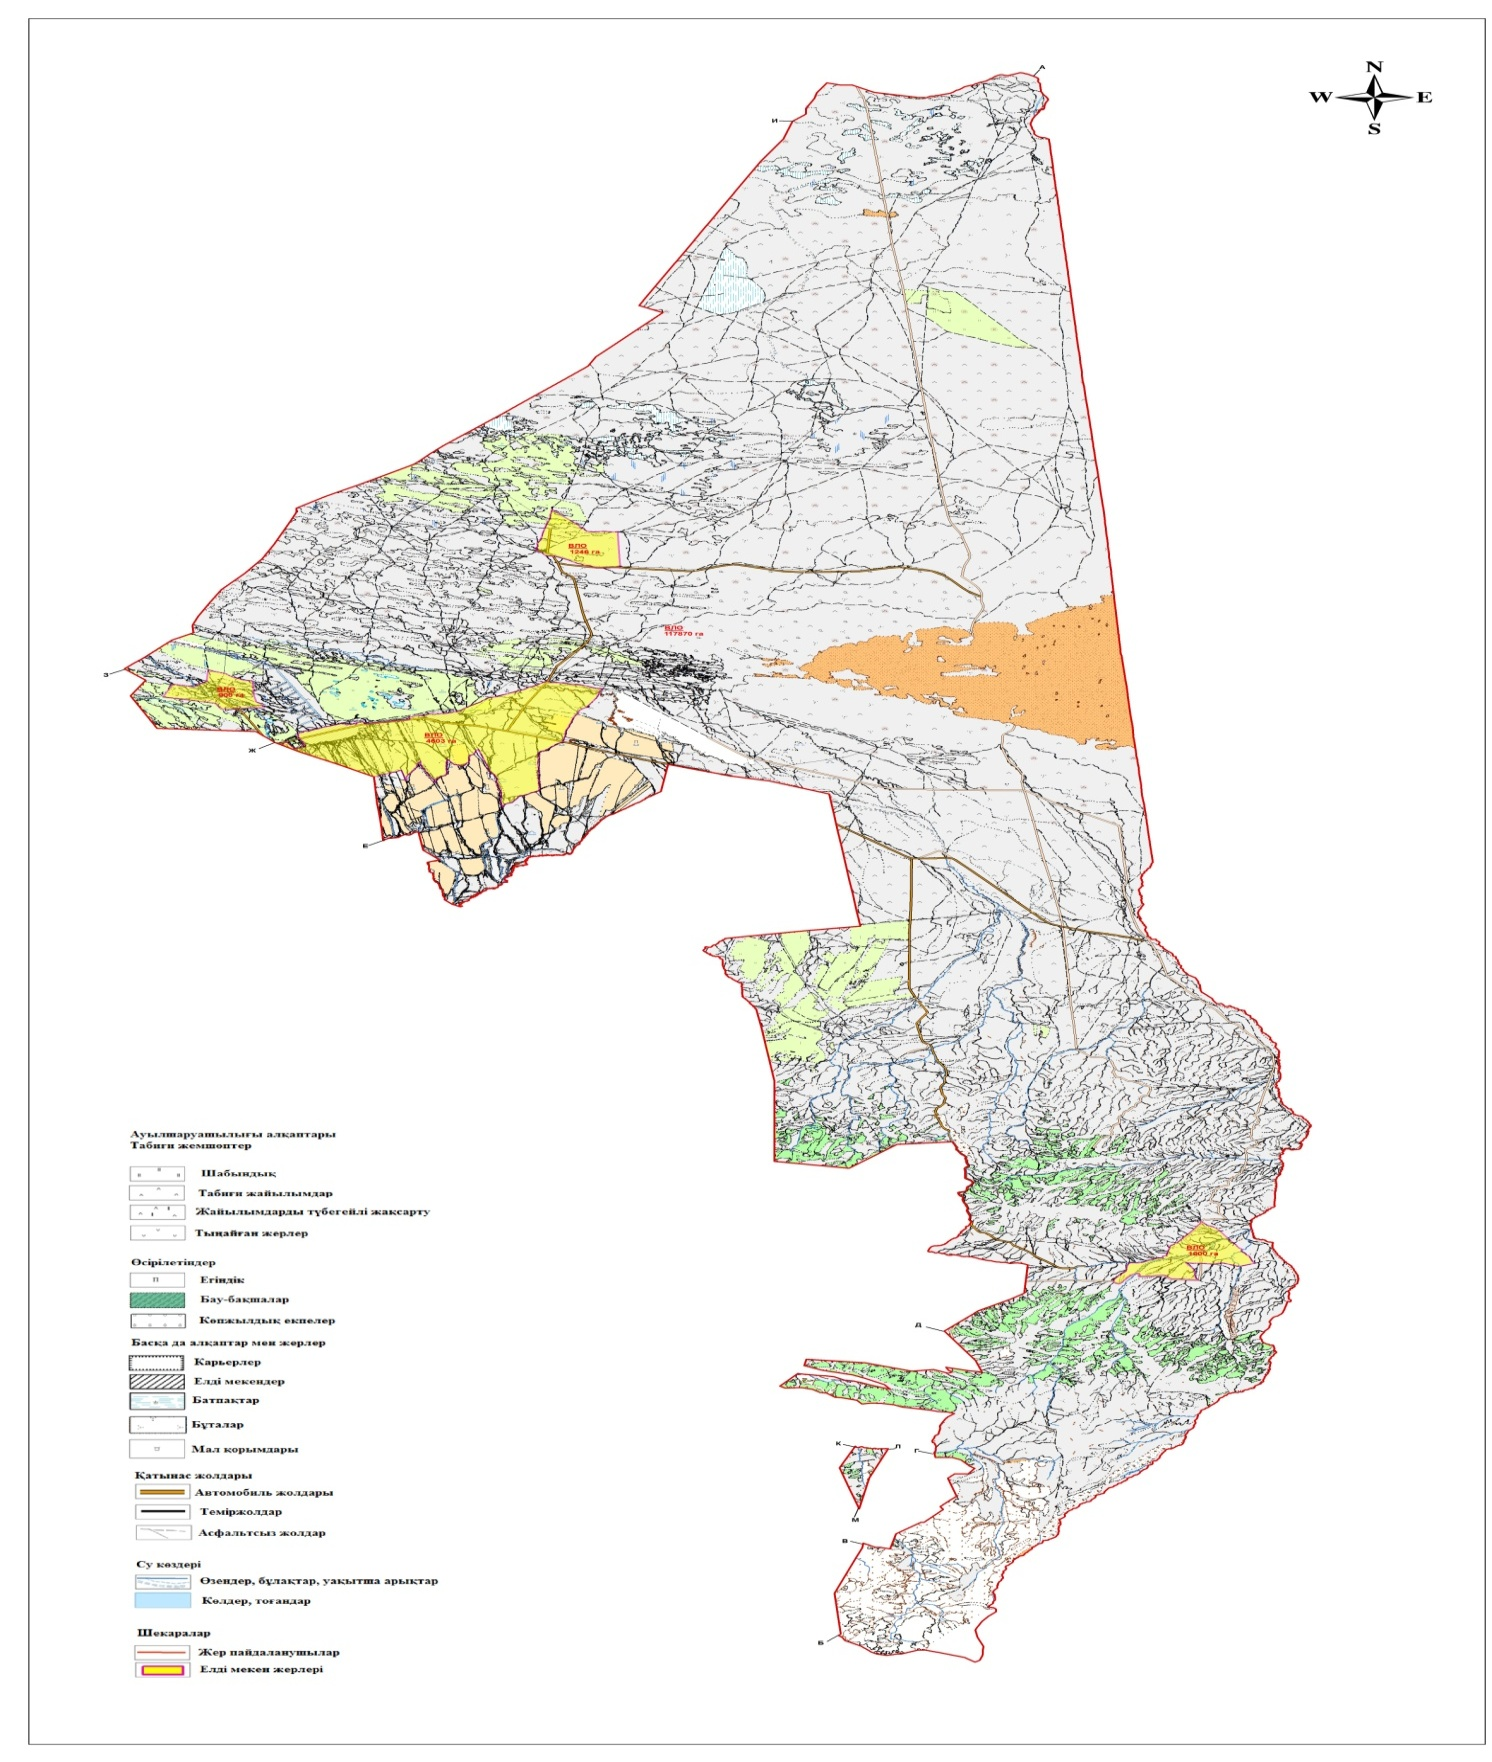 N
W E
S
А
И
ВЛО
1246 га
ВЛО
117870 га
З
ВЛО
900 га
ВЛО
4603 га
Ж
Е
ВЛО
1600 га
Д
К Л
Г
М
В
Б
Ауылшаруашылығы алқаптары
Табиғи жемшөптер
Шабындық
Табиғи жайылымдар
Жайылымдарды түбегейлі жақсарту
Тыңайған жерлер
Өсірілетіндер
Егіндік
Бау-бақшалар
Көпжылдық екпелер
Басқа да алқаптар мен жерлер
Карьерлер
Елді мекендер
Батпақтар
Бұталар
Мал қорымдары
Қатынас жолдары
Автомобиль жолдары
Теміржолдар
Асфальтсыз жолдар
Су көздері
Өзендер, бұлақтар, уақытша арықтар
Көлдер, тоғандар
Шекаралар
Жер пайдаланушылар
Елді мекен жерлері